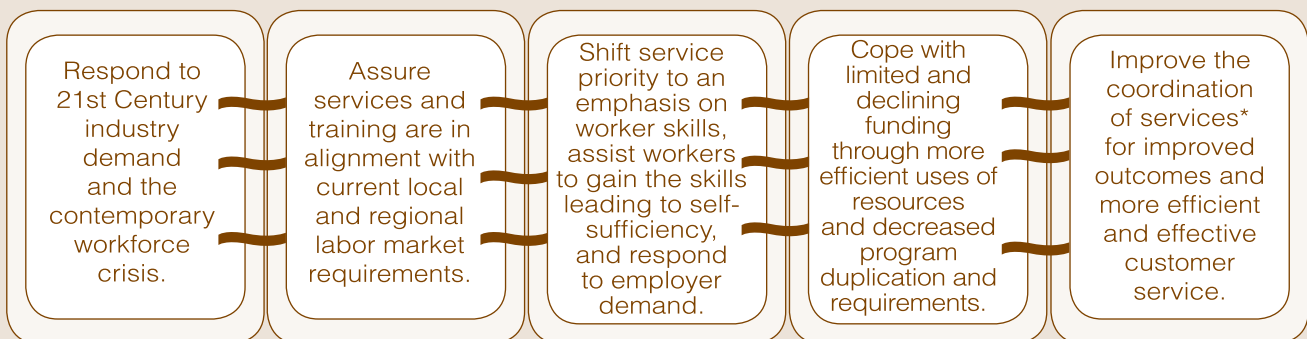 Respond to
21st Century
industry
demand
and the
contemporary
workforce
crisis.
Assure
services and
training are in
alignment with
current local
and regional
labor market
requirements.
Shift service
priority to an
emphasis on
worker skills,
assist workers
to gain the skills
leading to self-
sufficiency,
and respond
to employer
demand.
Cope with
limited and
declining
funding
through more
efficient uses of
resources
and decreased
program
duplication and
requirements.
Improve the
coordination
of services*
for improved
outcomes and
more efficient
and effective
customer
service.